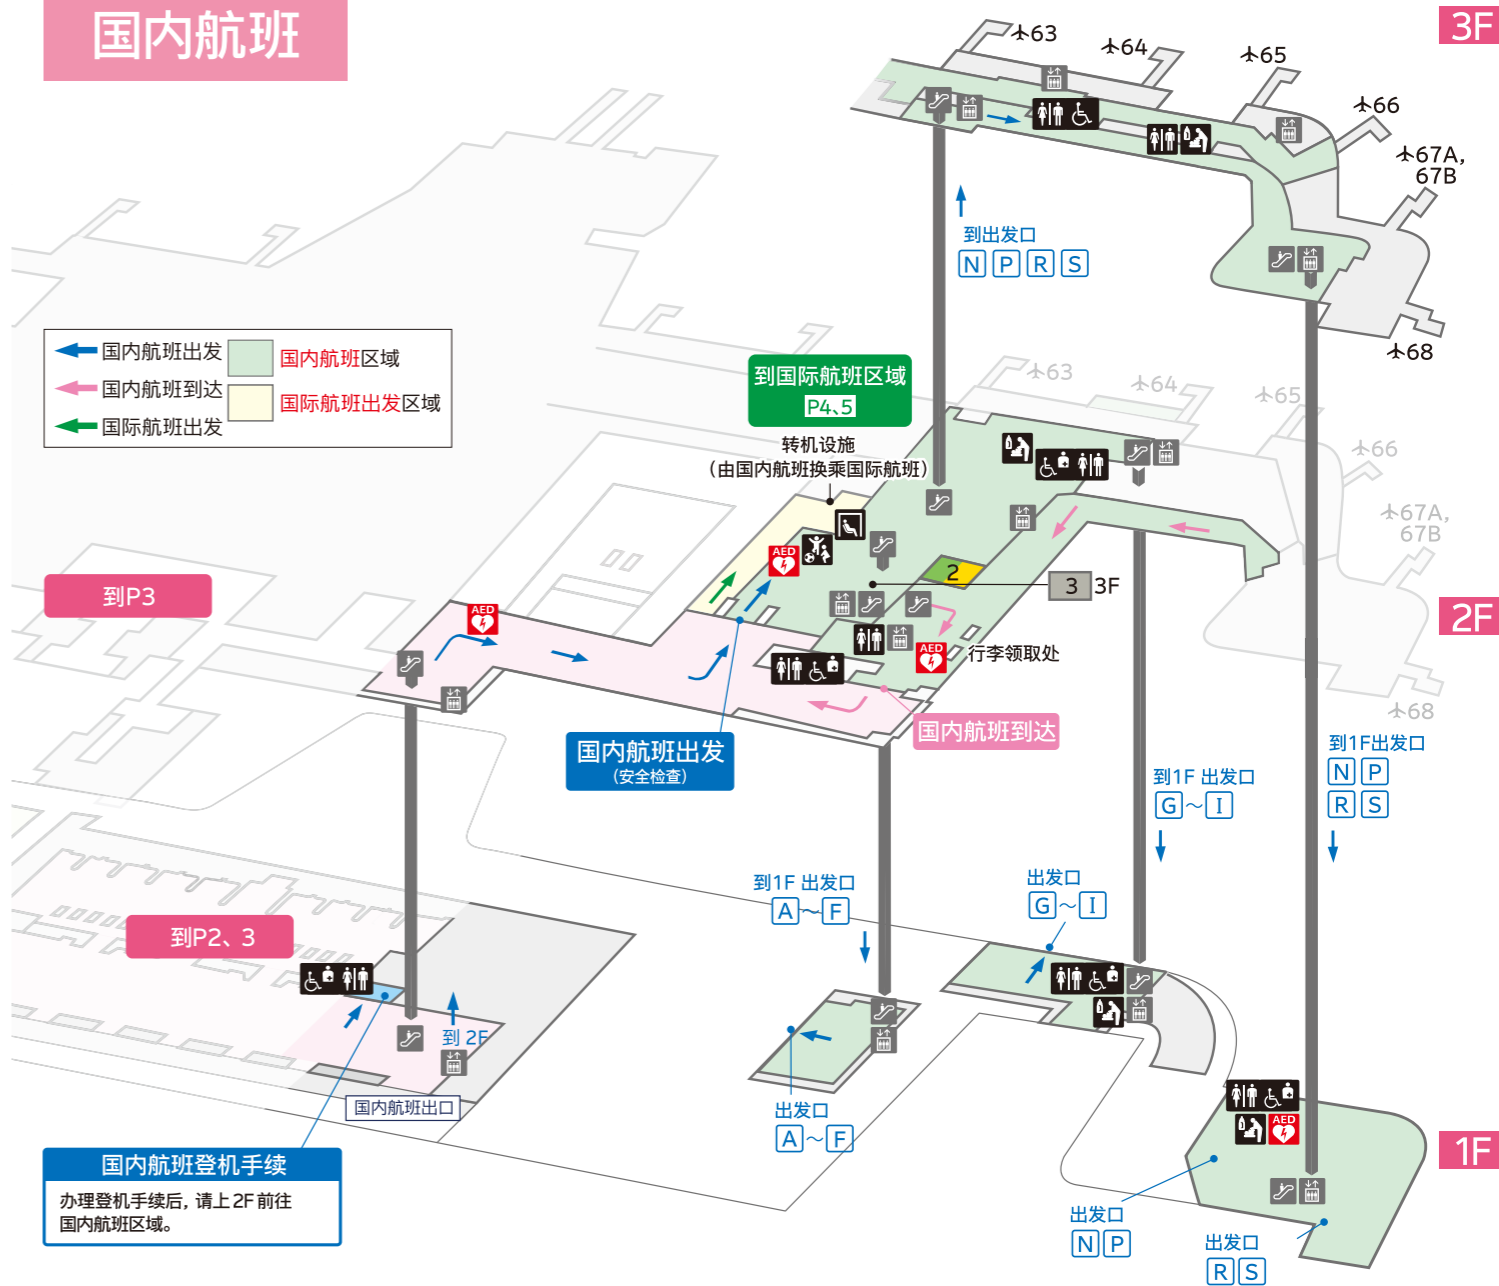 国内航班
3F
63
64
65
66
67A,
67B
68
到出发口
N P R S
国内航班出发
国内航班到达
国际航班出发
国内航班区域
国际航班出发区域
到国际航班区域
P4、5
转机设施
（由国内航班换乘国际航班）
63
64
65
66
67A,
67B
68
AED
2
3 3F
到P3
AED
2F
AED
行李领取处
国内航班到达
国内航班出发
（安全检查）
到1F出发口
N P
R S
到1F 出发口
G～I
到1F 出发口
A～F
出发口
G～I
到P2、3
到 2F
国内航班出口
出发口
A～F
AED
1F
国内航班登机手续
办理登机手续后，请上2F前往
国内航班区域。
出发口
N P
出发口
R S